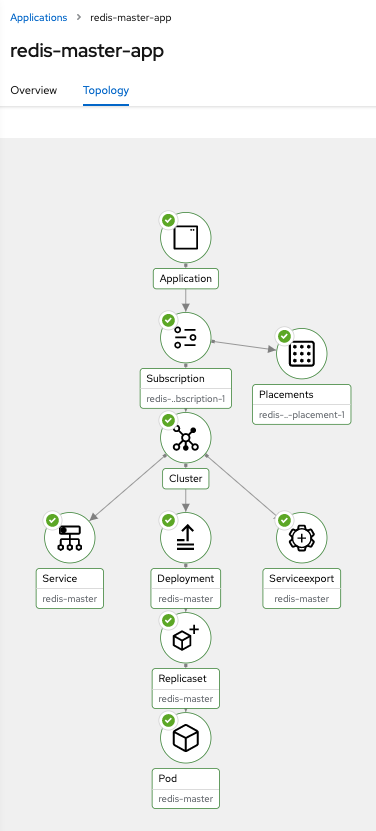 Applications > redis-master-app
redis-master-app
Overview Topology
Application
Subscription
redis-..bscription-1
Placements
redis-..-placement-1
Cluster
Service
redis-master
Deployment
redis-master
Serviceexport
redis-master
Replicaset
redis-master
Pod
redis-master